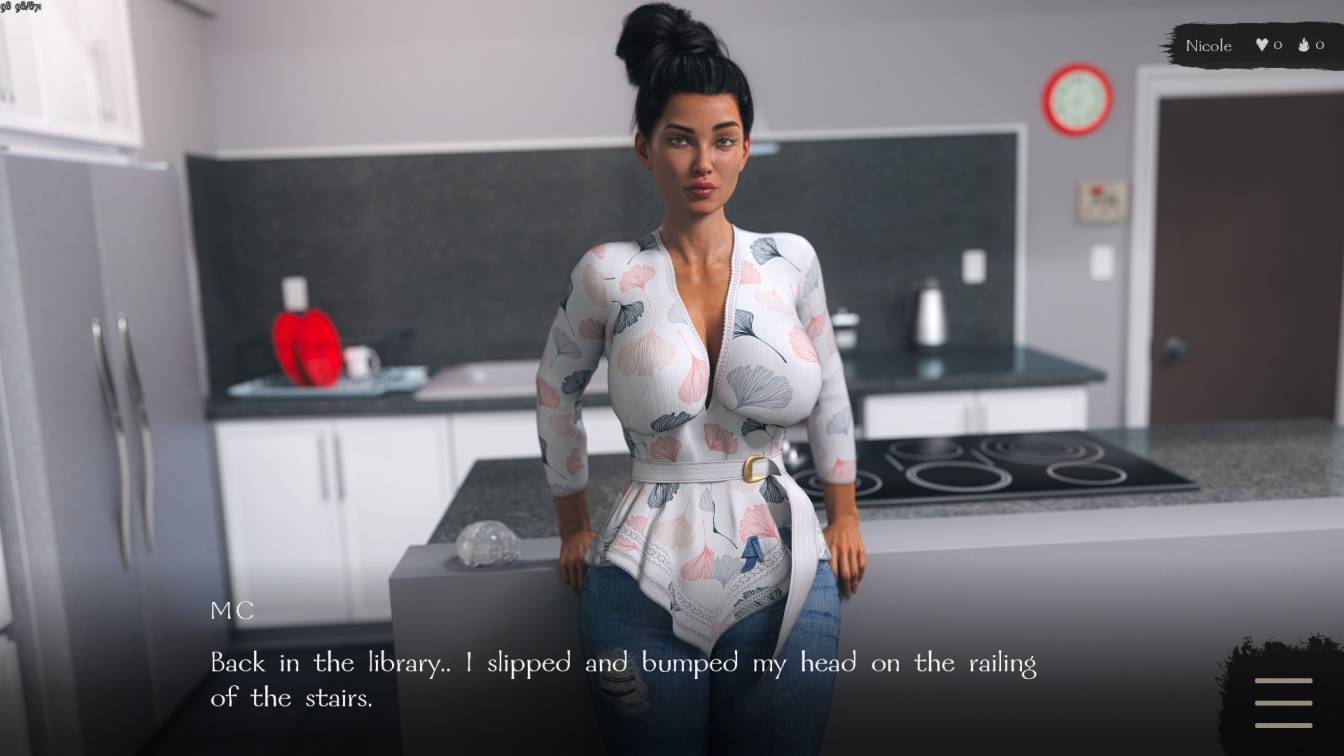 Nicole 0 0
MC
Back in the library.. I slipped and bumped my head on the railing
of the stairs.